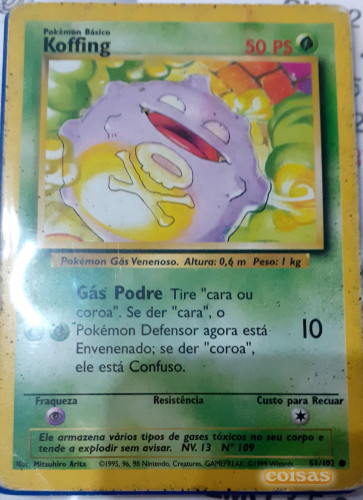 Pokémon Básico
Koffing
50 PS
Pokémon Gás Venenoso. Altura: 0,6 m Peso: 1 kg
Gás Podre Tire "cara ou
coroa". Se der "cara", o
Pokémon Defensor agora está
Envenenado; se der "coroa",
ele está Confuso.
10
Fraqueza
Resistência
Custo para Recuar
Ele armazena vários tipos de gases tóxicos no seu corpo e
tende a explodir sem avisar. NV. 13 N° 109
Ilus. Mitsuhiro Arita ©1995, 96, 98 Nintendo, Creatures, GAMEFREAK. ©1999 Wizards 51/102
coisas